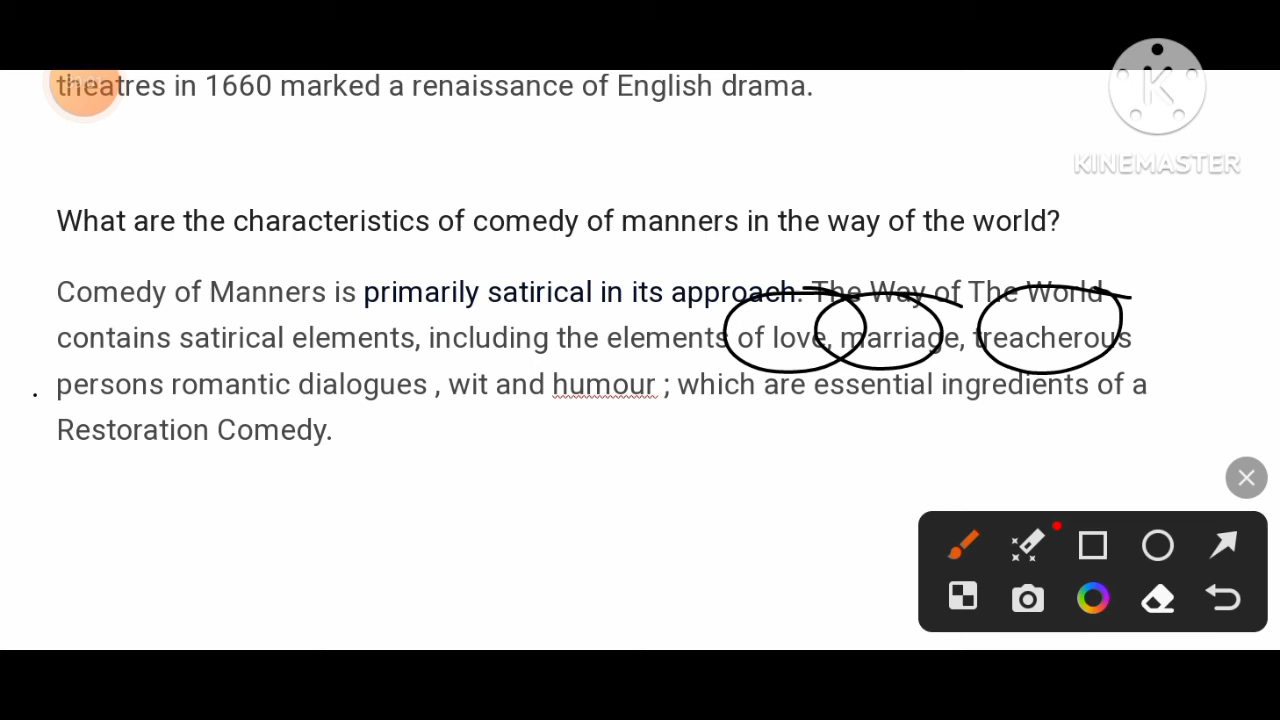 theatres in 1660 marked a renaissance of English drama.
KINEMASTER
What are the characteristics of comedy of manners in the way of the world?
Comedy of Manners is primarily satirical in its approach. The Way of The World
contains satirical elements, including the elements of love, marriage, treacherous
persons romantic dialogues , wit and humour ; which are essential ingredients of a
Restoration Comedy.